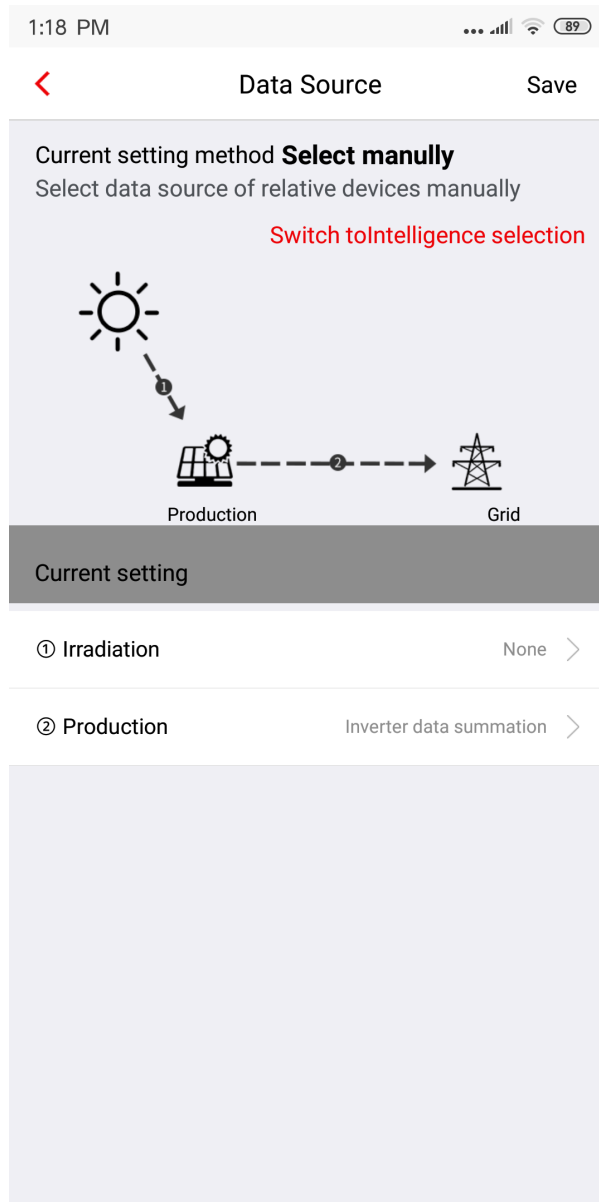 1:18 PM 89
Data Source Save
Current setting method Select manully
Select data source of relative devices manually
Switch toIntelligence selection
1
2
Production Grid
Current setting
① Irradiation None
② Production Inverter data summation